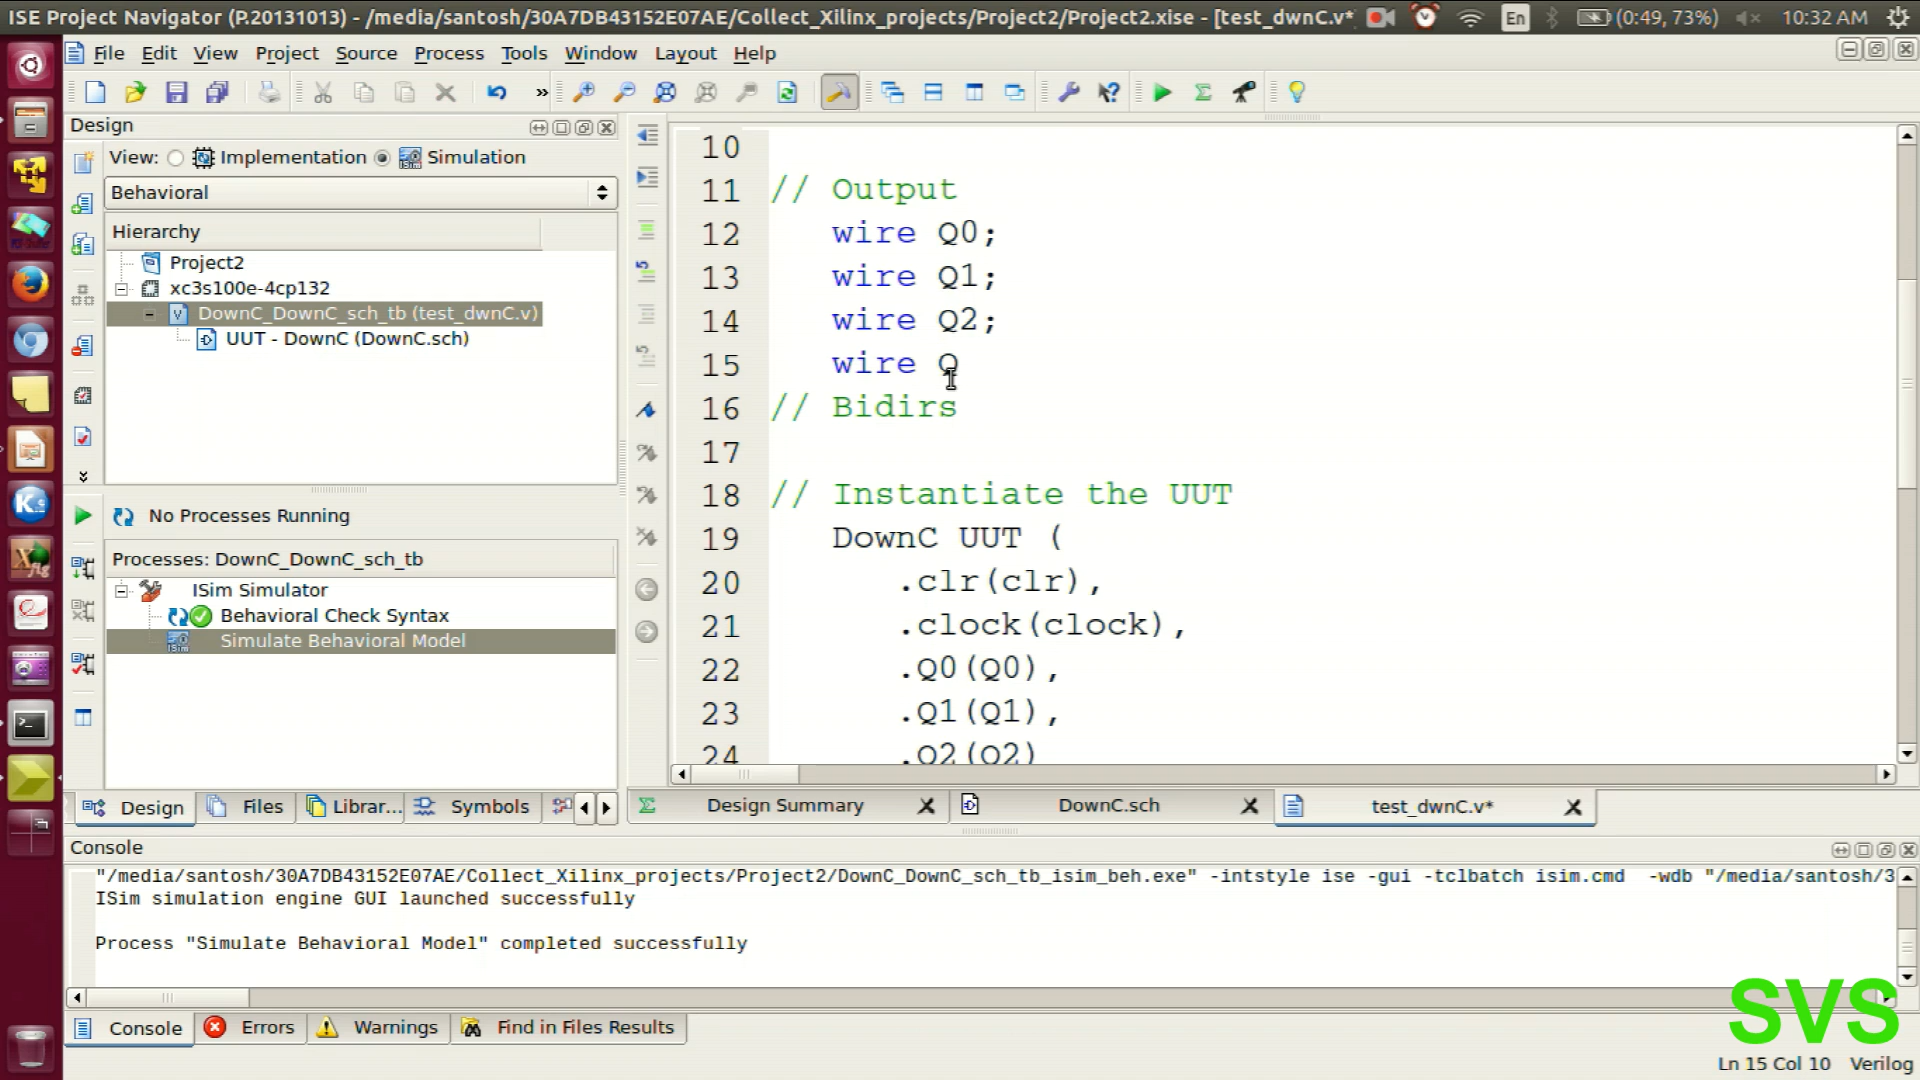 ISE Project Navigator (P.20131013) - /media/santosh/30A7DB43152E07AE/Collect_Xilinx_projects/Project2/Project2.xise - [test_dwnC.v*
En
(0:49, 73%)
10:32 AM
File Edit View Project Source Process Tools Window Layout Help
»
Design
View: Implementation Simulation
Behavioral
Hierarchy
Project2
xc3s100e-4cp132
DownC_DownC_sch_tb (test_dwnC.v)
UUT - DownC (DownC.sch)
No Processes Running
Processes: DownC_DownC_sch_tb
ISim Simulator
Behavioral Check Syntax
Simulate Behavioral Model
Design Files Librar... Symbols
10
11 // Output
12 wire Q0;
13 wire Q1;
14 wire Q2;
15 wire Q
16 // Bidirs
17
18 // Instantiate the UUT
19 DownC UUT (
20 .clr(clr),
21 .clock(clock),
22 .Q0(Q0),
23 .Q1(Q1),
24 .Q2(Q2)
Design Summary DownC.sch test_dwnC.v*
Console
"/media/santosh/30A7DB43152E07AE/Collect_Xilinx_projects/Project2/DownC_DownC_sch_tb_isim_beh.exe" -intstyle ise -gui -tclbatch isim.cmd -wdb "/media/santosh/3
ISim simulation engine GUI launched successfully
Process "Simulate Behavioral Model" completed successfully
Console Errors Warnings Find in Files Results
SVS
Ln 15 Col 10 Verilog